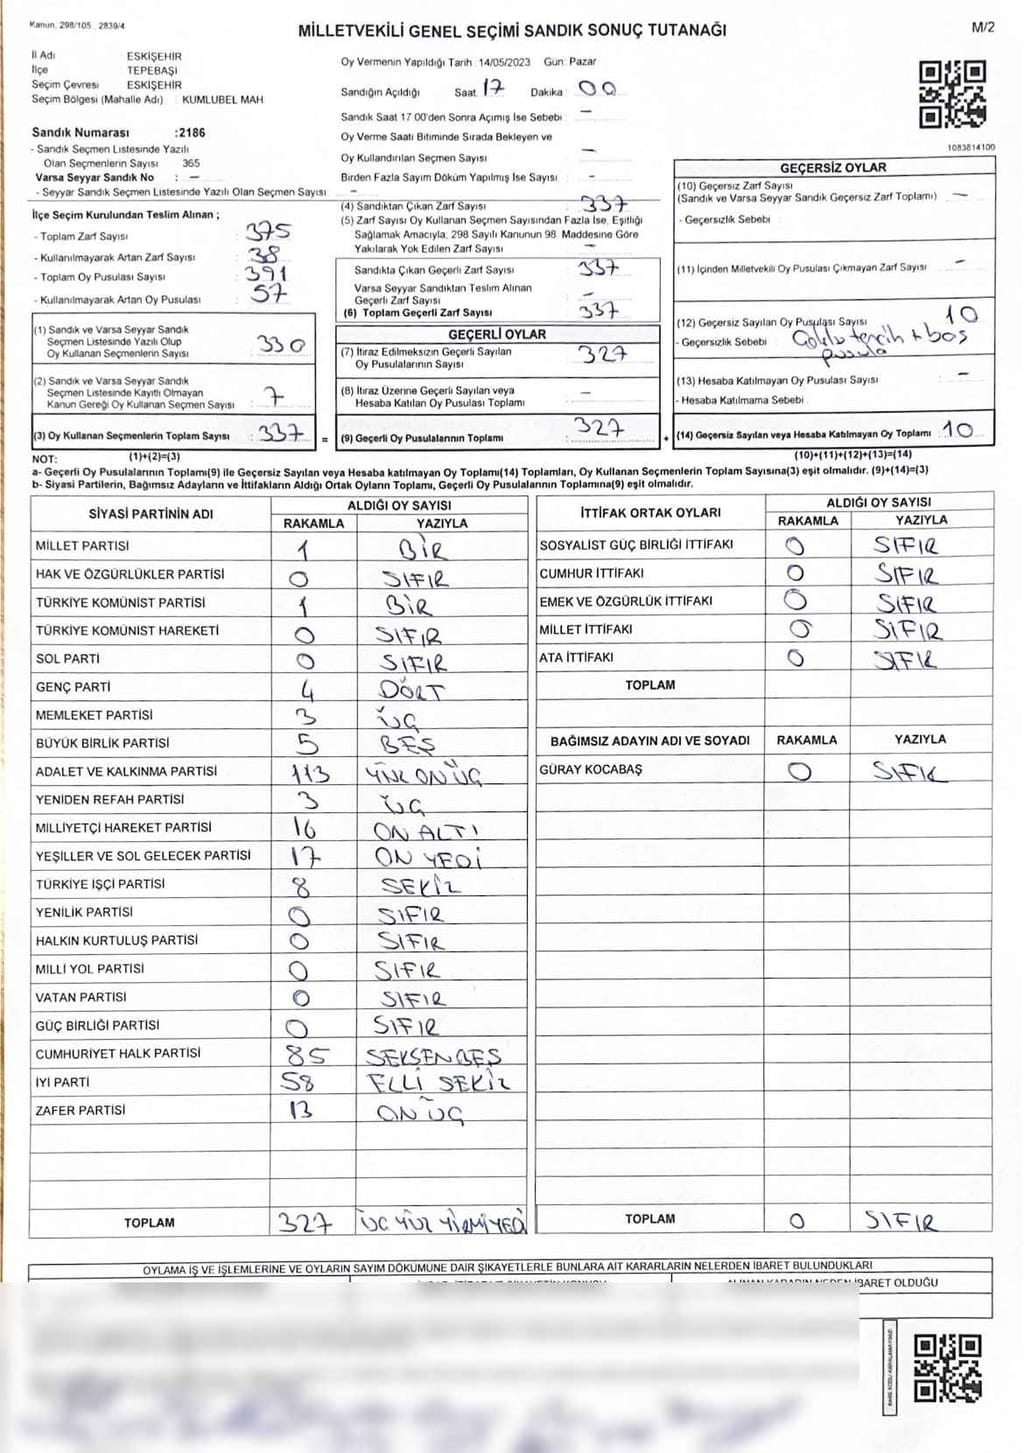 Kanun. 298/105 . 2839/4
MİLLETVEKİLİ GENEL SEÇİMİ SANDIK SONUÇ TUTANAĞI
M/2
İl Adı ESKİŞEHİR
İlçe TEPEBAŞI
Seçim Çevresi ESKİŞEHİR
Seçim Bölgesi (Mahalle Adı) KUMLUBEL MAH
Sandık Numarası :2186
- Sandık Seçmen Listesinde Yazılı
Olan Seçmenlerin Sayısı 365
Varsa Seyyar Sandık No : —
- Seyyar Sandık Seçmen Listesinde Yazılı Olan Seçmen Sayısı —
Oy Vermenin Yapıldığı Tarih 14/05/2023 Gün Pazar
Sandığın Açıldığı Saat 17 Dakika 00
Sandık Saat 17 00'den Sonra Açımış İse Sebebi —
Oy Verme Saati Bitiminde Sırada Bekleyen ve
Oy Kullandırılan Seçmen Sayısı —
Birden Fazla Sayım Döküm Yapılmış İse Sayısı —
1083814100
İlçe Seçim Kurulundan Teslim Alınan ;
- Toplam Zarf Sayısı : 375
- Kullanılmayarak Artan Zarf Sayısı : 38
- Toplam Oy Pusulası Sayısı : 391
- Kullanılmayarak Artan Oy Pusulası : 57
(1) Sandık ve Varsa Seyyar Sandık
Seçmen Listesinde Yazılı Olup
Oy Kullanan Seçmenlerin Sayısı : 330
(2) Sandık ve Varsa Seyyar Sandık
Seçmen Listesinde Kayıtlı Olmayan
Kanun Gereği Oy Kullanan Seçmen Sayısı : 7
(3) Oy Kullanan Seçmenlerin Toplam Sayısı : 337 =
(4) Sandıktan Çıkan Zarf Sayısı : 337
(5) Zarf Sayısı Oy Kullanan Seçmen Sayısından Fazla İse, Eşitliği
Sağlamak Amacıyla, 298 Sayılı Kanunun 98 Maddesine Göre
Yakılarak Yok Edilen Zarf Sayısı —
Sandıkta Çıkan Geçerli Zarf Sayısı : 337
Varsa Seyyar Sandıktan Teslim Alınan
Geçerli Zarf Sayısı : —
(6) Toplam Geçerli Zarf Sayısı : 337
GEÇERLİ OYLAR
(7) İtiraz Edilmeksizin Geçerli Sayılan
Oy Pusulalarının Sayısı : 327
(8) İtiraz Üzerine Geçerli Sayılan veya
Hesaba Katılan Oy Pusulası Toplamı : —
(9) Geçerli Oy Pusulalarının Toplamı : 327 +
GEÇERSİZ OYLAR
(10) Geçersiz Zarf Sayısı
(Sandık ve Varsa Seyyar Sandık Geçersiz Zarf Toplamı) —
- Geçersizlik Sebebi
(11) İçinden Milletvekili Oy Pusulası Çıkmayan Zarf Sayısı —
(12) Geçersiz Sayılan Oy Pusulası Sayısı 10
- Geçersizlik Sebebi tercih + boş
pusula
(13) Hesaba Katılmayan Oy Pusulası Sayısı —
- Hesaba Katılmama Sebebi
(14) Geçersiz Sayılan veya Hesaba Katılmayan Oy Toplamı 10
NOT: (1)+(2)=(3) (10)+(11)+(12)+(13)=(14)
a- Geçerli Oy Pusulalarının Toplamı(9) ile Geçersiz Sayılan veya Hesaba katılmayan Oy Toplamı(14) Toplamları, Oy Kullanan Seçmenlerin Toplam Sayısına(3) eşit olmalıdır. (9)+(14)=(3)
b- Siyasi Partilerin, Bağımsız Adayların ve İttifakların Aldığı Ortak Oyların Toplamı, Geçerli Oy Pusulalarının Toplamına(9) eşit olmalıdır.
SİYASİ PARTİNİN ADI ALDIĞI OY SAYISI
RAKAMLA YAZIYLA
MİLLET PARTİSİ 1 BİR
HAK VE ÖZGÜRLÜKLER PARTİSİ 0 SIFIR
TÜRKİYE KOMÜNİST PARTİSİ 1 BİR
TÜRKİYE KOMÜNİST HAREKETİ 0 SIFIR
SOL PARTİ 0 SIFIR
GENÇ PARTİ 4 DÖRT
MEMLEKET PARTİSİ 3 ÜÇ
BÜYÜK BİRLİK PARTİSİ 5 BEŞ
ADALET VE KALKINMA PARTİSİ 113 YÜZ ON ÜÇ
YENİDEN REFAH PARTİSİ 3 ÜÇ
MİLLİYETÇİ HAREKET PARTİSİ 16 ON ALTI
YEŞİLLER VE SOL GELECEK PARTİSİ 17 ON YEDİ
TÜRKİYE İŞÇİ PARTİSİ 8 SEKİZ
YENİLİK PARTİSİ 0 SIFIR
HALKIN KURTULUŞ PARTİSİ 0 SIFIR
MİLLİ YOL PARTİSİ 0 SIFIR
VATAN PARTİSİ 0 SIFIR
GÜÇ BİRLİĞİ PARTİSİ 0 SIFIR
CUMHURİYET HALK PARTİSİ 85 SEKSENBEŞ
İYİ PARTİ 58 ELLİ SEKİZ
ZAFER PARTİSİ 13 ON ÜÇ
TOPLAM 327 ÜÇ YÜZ YİRMİ YEDİ
İTTİFAK ORTAK OYLARI ALDIĞI OY SAYISI
RAKAMLA YAZIYLA
SOSYALİST GÜÇ BİRLİĞİ İTTİFAKI 0 SIFIR
CUMHUR İTTİFAKI 0 SIFIR
EMEK VE ÖZGÜRLÜK İTTİFAKI 0 SIFIR
MİLLET İTTİFAKI 0 SIFIR
ATA İTTİFAKI 0 SIFIR
TOPLAM
BAĞIMSIZ ADAYIN ADI VE SOYADI RAKAMLA YAZIYLA
GÜRAY KOCABAŞ 0 SIFIR
TOPLAM 0 SIFIR
OYLAMA İŞ VE İŞLEMLERİNE VE OYLARIN SAYIM DÖKÜMÜNE DAİR ŞİKAYETLERLE BUNLARA AİT KARARLARIN NELERDEN İBARET BULUNDUKLARI
İBARET OLDUĞU